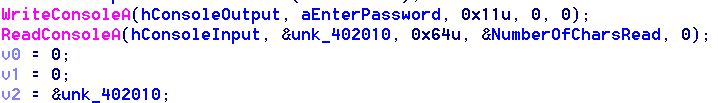 WriteConsoleA(hConsoleOutput, aEnterPassword, 0x11u, 0, 0);
ReadConsoleA(hConsoleInput, &unk_402010, 0x64u, &NumberOfCharsRead, 0);
v0 = 0;
v1 = 0;
v2 = &unk_402010;